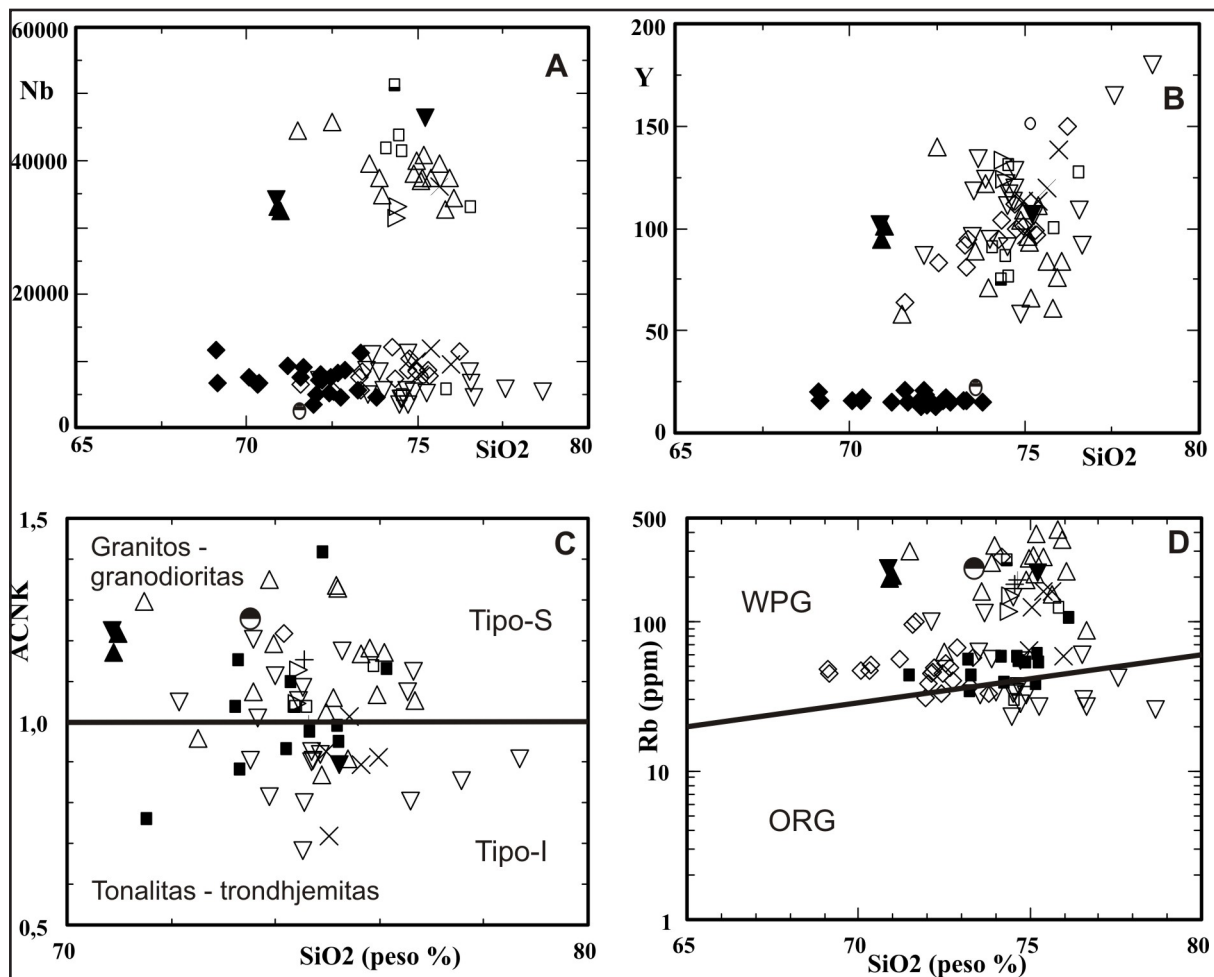 60000
Nb
40000
20000
0
65
70
75
SiO2
80
A
200
Y
150
100
50
0
65
70
75
SiO2
80
B
1,5
ACNK
1,0
0,5
70
SiO2 (peso %)
80
Granitos -
granodioritas
C
Tipo-S
Tipo-I
Tonalitas - trondhjemitas
500
100
Rb (ppm)
10
1
65
70
75
80
SiO2 (peso %)
D
WPG
ORG